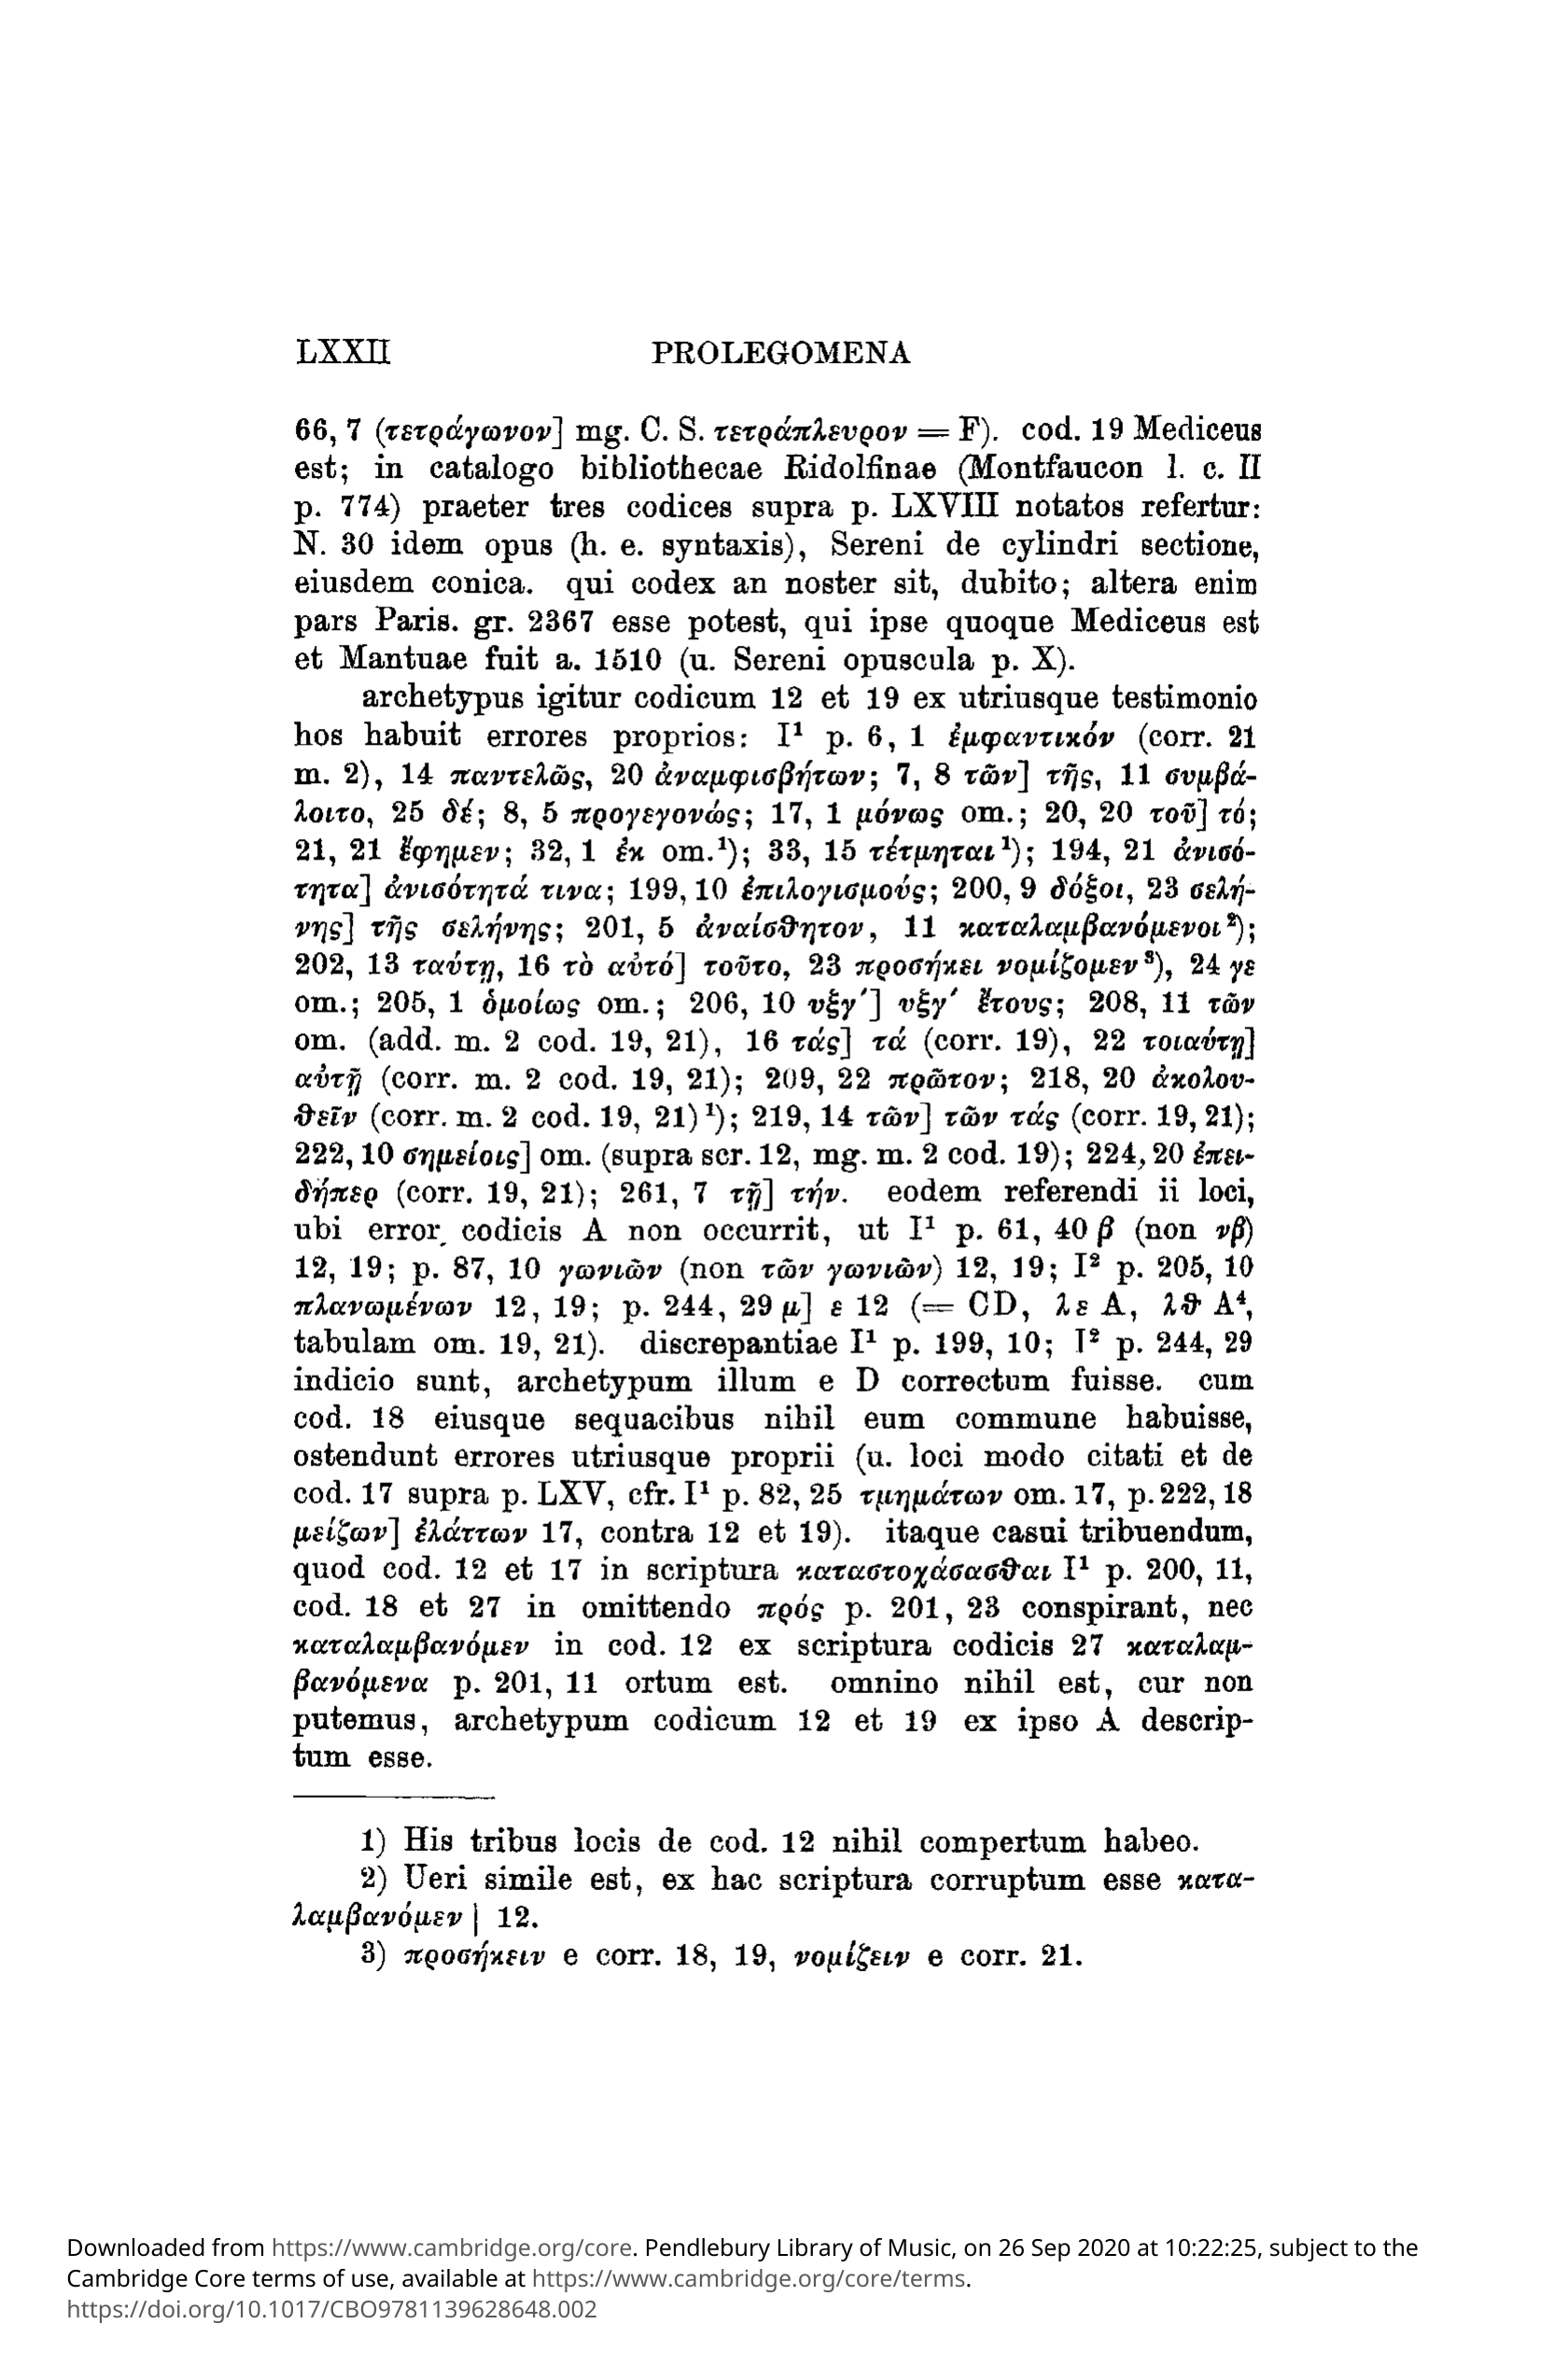 LXXII PROLEGOMENA
66, 7 (τετράγωνον] mg. C. S. τετράπλευρον = F). cod. 19 Mediceus
est; in catalogo bibliothecae Ridolfinae (Montfaucon l. c. II
p. 774) praeter tres codices supra p. LXVIII notatos refertur:
N. 30 idem opus (h. e. syntaxis), Sereni de cylindri sectione,
eiusdem conica. qui codex an noster sit, dubito; altera enim
pars Paris. gr. 2367 esse potest, qui ipse quoque Mediceus est
et Mantuae fuit a. 1510 (u. Sereni opuscula p. X).
archetypus igitur codicum 12 et 19 ex utriusque testimonio
hos habuit errores proprios: I¹ p. 6, 1 ἐμφαντικόν (corr. 21
m. 2), 14 παντελῶς, 20 ἀναμφισβήτων; 7, 8 τῶν] τῆς, 11 συμβά-
λοιτο, 25 δέ; 8, 5 προγεγονώς; 17, 1 μόνως om.; 20, 20 τοῦ] τό;
21, 21 ἔφημεν; 32, 1 ἐκ om.¹); 33, 15 τέτμηται¹); 194, 21 ἀνισό-
τητα] ἀνισότητά τινα; 199, 10 ἐπιλογισμούς; 200, 9 δόξοι, 23 σελή-
νης] τῆς σελήνης; 201, 5 ἀναίσθητον, 11 καταλαμβανόμενοι²);
202, 13 ταύτῃ, 16 τὸ αὐτό] τοῦτο, 23 προσήκει νομίζομεν³), 24 γε
om.; 205, 1 ὁμοίως om.; 206, 10 υξγ′] υξγ′ ἔτους; 208, 11 τῶν
om. (add. m. 2 cod. 19, 21), 16 τάς] τά (corr. 19), 22 τοιαύτῃ]
αὐτῇ (corr. m. 2 cod. 19, 21); 209, 22 πρῶτον; 218, 20 ἀκολου-
θεῖν (corr. m. 2 cod. 19, 21)¹); 219, 14 τῶν] τῶν τάς (corr. 19, 21);
222, 10 σημείοις] om. (supra scr. 12, mg. m. 2 cod. 19); 224, 20 ἐπει-
δήπερ (corr. 19, 21); 261, 7 τῇ] τήν. eodem referendi ii loci,
ubi error codicis A non occurrit, ut I¹ p. 61, 40 β (non νβ)
12, 19; p. 87, 10 γωνιῶν (non τῶν γωνιῶν) 12, 19; I² p. 205, 10
πλανωμένων 12, 19; p. 244, 29 μ] ε 12 (= CD, λε A, λθ A⁴,
tabulam om. 19, 21). discrepantiae I¹ p. 199, 10; I² p. 244, 29
indicio sunt, archetypum illum e D correctum fuisse. cum
cod. 18 eiusque sequacibus nihil eum commune habuisse,
ostendunt errores utriusque proprii (u. loci modo citati et de
cod. 17 supra p. LXV, cfr. I¹ p. 82, 25 τμημάτων om. 17, p. 222, 18
μείζων] ἐλάττων 17, contra 12 et 19). itaque casui tribuendum,
quod cod. 12 et 17 in scriptura καταστοχάσασθαι I¹ p. 200, 11,
cod. 18 et 27 in omittendo πρός p. 201, 23 conspirant, nec
καταλαμβανόμεν in cod. 12 ex scriptura codicis 27 καταλαμ-
βανόμενα p. 201, 11 ortum est. omnino nihil est, cur non
putemus, archetypum codicum 12 et 19 ex ipso A descrip-
tum esse.
1) His tribus locis de cod. 12 nihil compertum habeo.
2) Ueri simile est, ex hac scriptura corruptum esse κατα-
λαμβανόμεν | 12.
3) προσήκειν e corr. 18, 19, νομίζειν e corr. 21.
Downloaded from https://www.cambridge.org/core. Pendlebury Library of Music, on 26 Sep 2020 at 10:22:25, subject to the
Cambridge Core terms of use, available at https://www.cambridge.org/core/terms.
https://doi.org/10.1017/CBO9781139628648.002